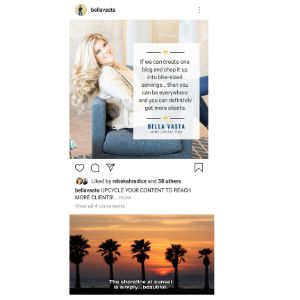 bellavasta
If we can create one
blog and chop it up
into bite-sized
servings... then you
can be everywhere
and you can definitely
get more clients.
BELLA VASTA
Liked by rebekahradice and 38 others
bellavasta UPCYCLE YOUR CONTENT TO REACH
MORE CLIENTS!... more
View all 4 comments
The shoreline at sunset
is simply...beautiful.